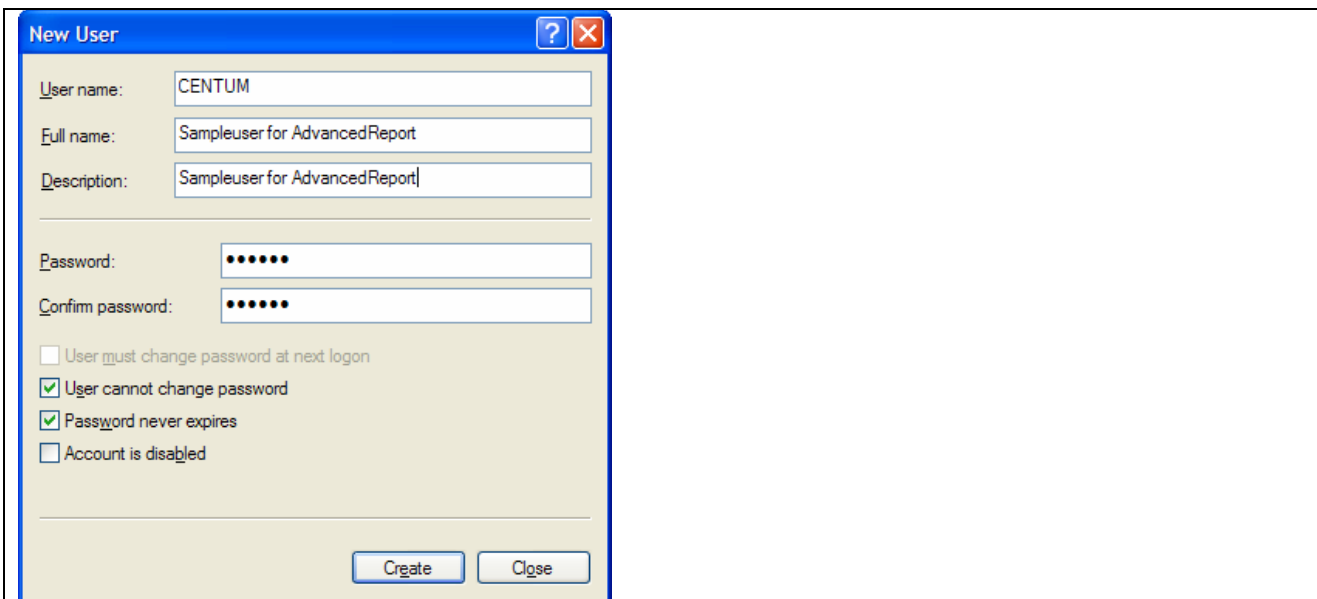 New User
User name: CENTUM
Full name: Sampleuser for AdvancedReport
Description: Sampleuser for AdvancedReport
Password: ••••••
Confirm password: ••••••
User must change password at next logon
User cannot change password
Password never expires
Account is disabled
Create Close